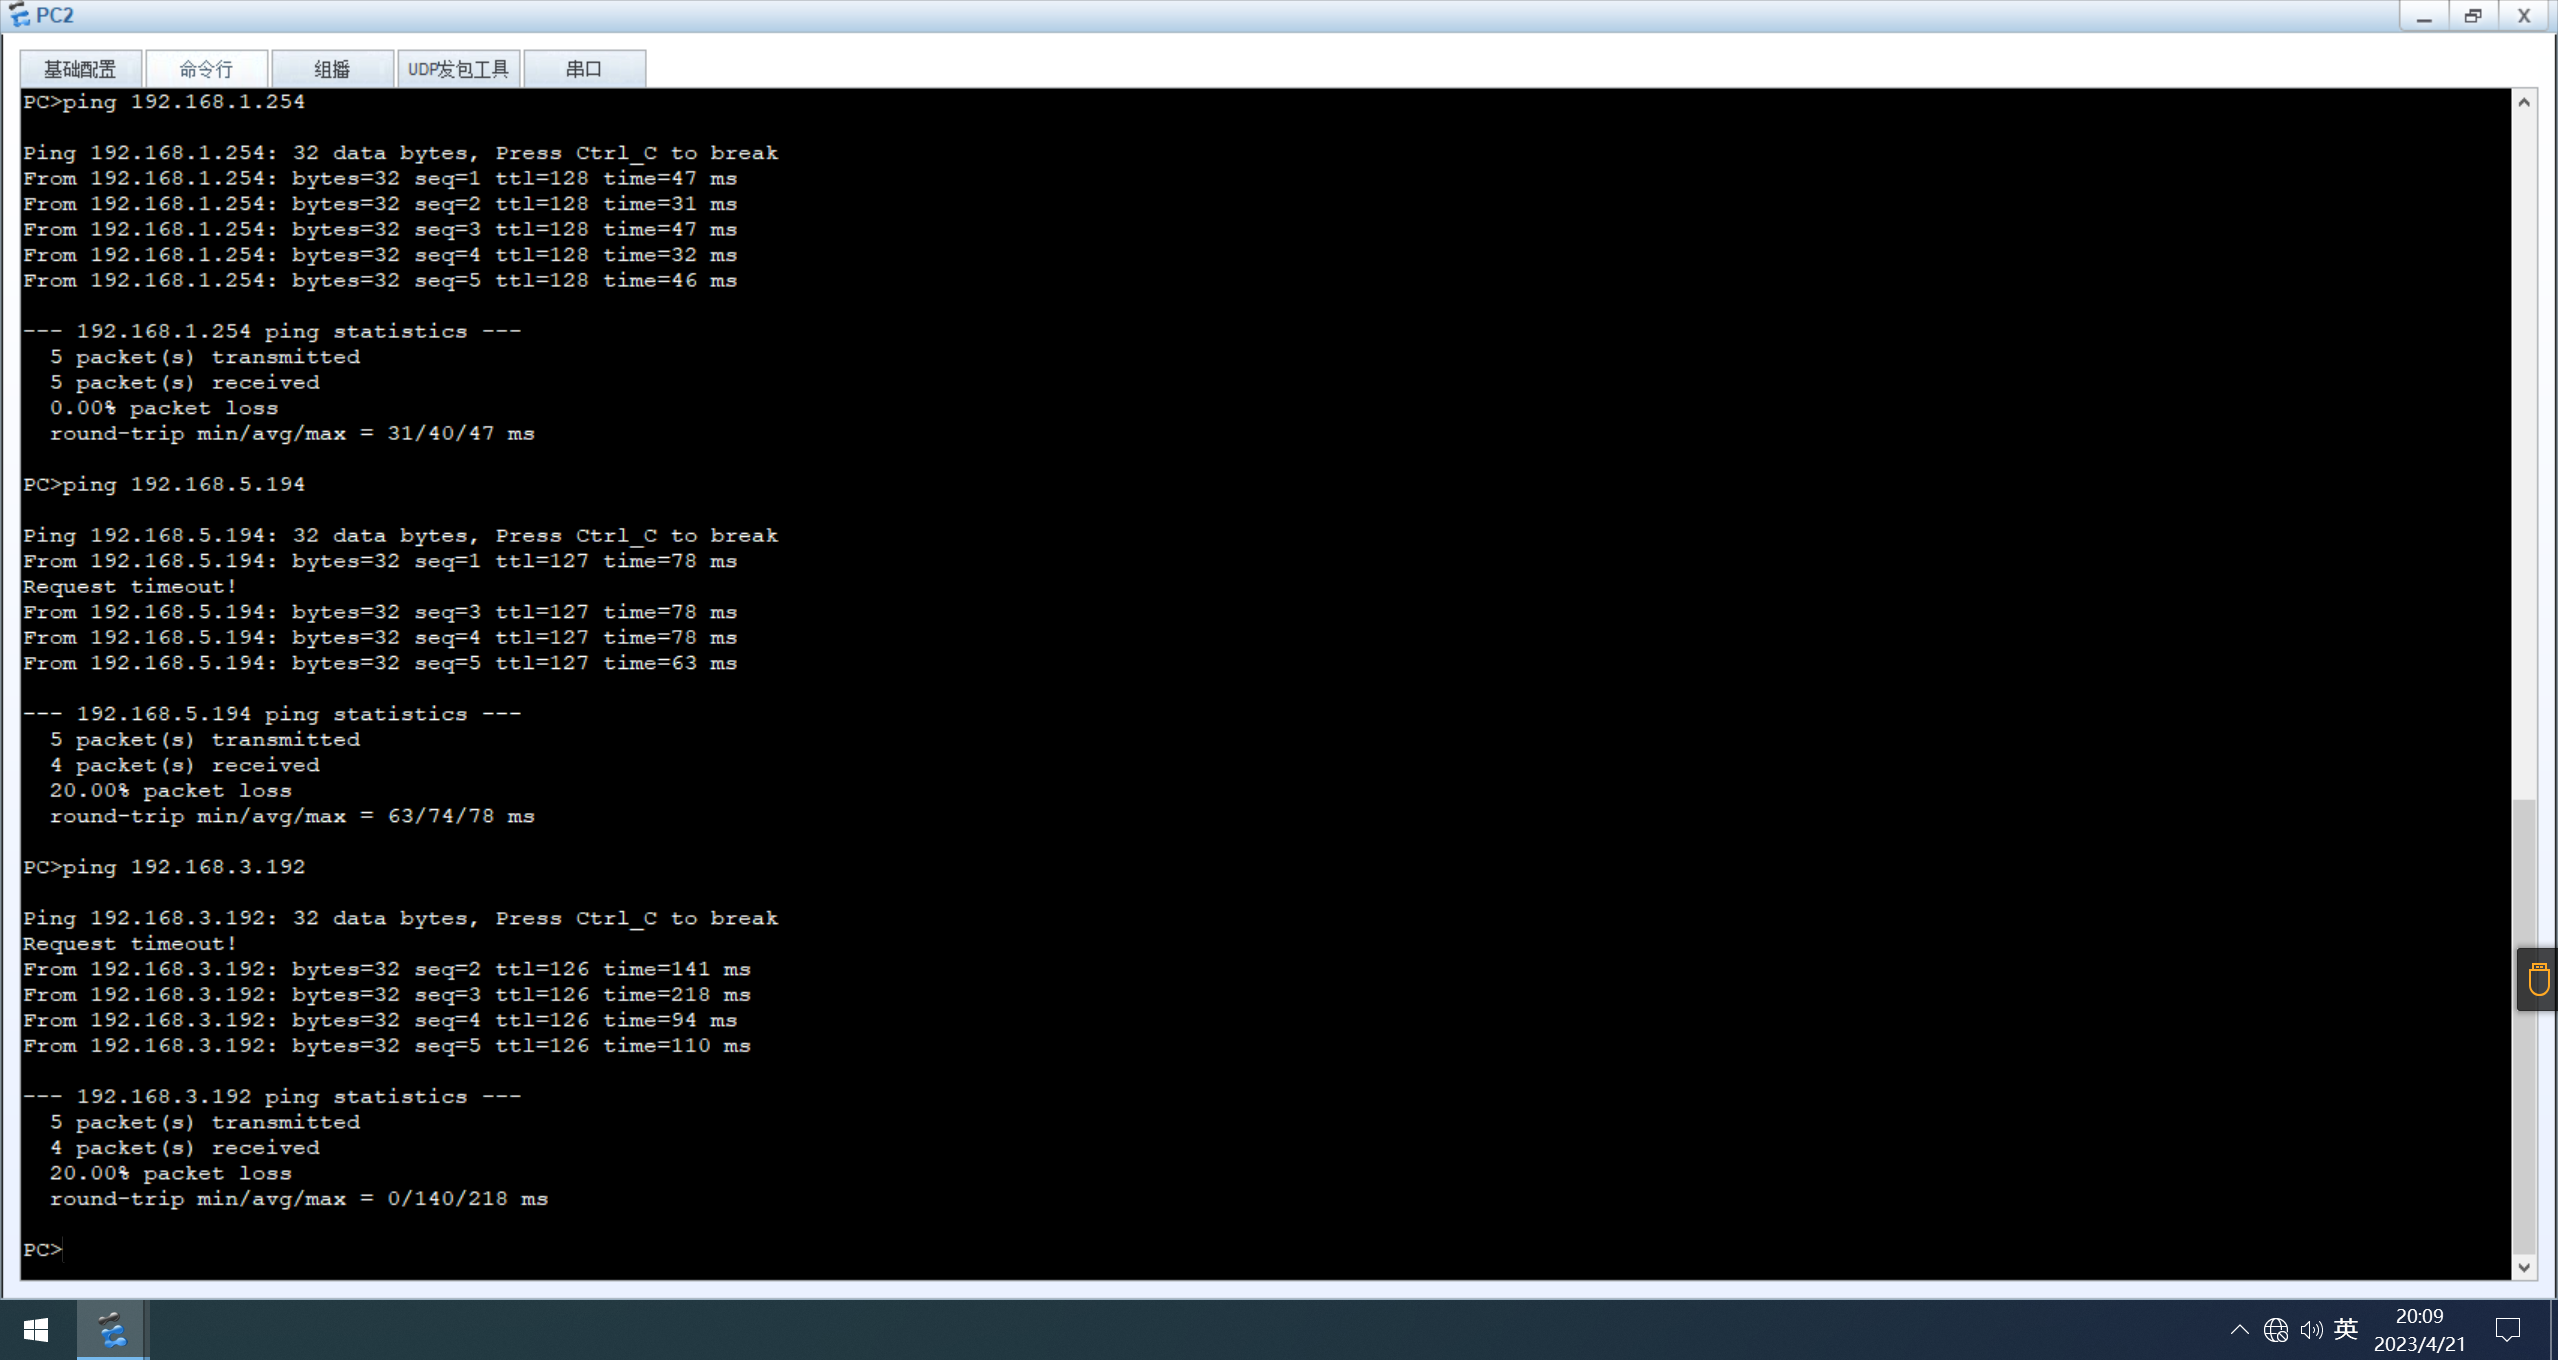 PC2
X
基础配置 命令行 组播 UDP发包工具 串口
PC>ping 192.168.1.254
Ping 192.168.1.254: 32 data bytes, Press Ctrl_C to break
From 192.168.1.254: bytes=32 seq=1 ttl=128 time=47 ms
From 192.168.1.254: bytes=32 seq=2 ttl=128 time=31 ms
From 192.168.1.254: bytes=32 seq=3 ttl=128 time=47 ms
From 192.168.1.254: bytes=32 seq=4 ttl=128 time=32 ms
From 192.168.1.254: bytes=32 seq=5 ttl=128 time=46 ms
--- 192.168.1.254 ping statistics ---
5 packet(s) transmitted
5 packet(s) received
0.00% packet loss
round-trip min/avg/max = 31/40/47 ms
PC>ping 192.168.5.194
Ping 192.168.5.194: 32 data bytes, Press Ctrl_C to break
From 192.168.5.194: bytes=32 seq=1 ttl=127 time=78 ms
Request timeout!
From 192.168.5.194: bytes=32 seq=3 ttl=127 time=78 ms
From 192.168.5.194: bytes=32 seq=4 ttl=127 time=78 ms
From 192.168.5.194: bytes=32 seq=5 ttl=127 time=63 ms
--- 192.168.5.194 ping statistics ---
5 packet(s) transmitted
4 packet(s) received
20.00% packet loss
round-trip min/avg/max = 63/74/78 ms
PC>ping 192.168.3.192
Ping 192.168.3.192: 32 data bytes, Press Ctrl_C to break
Request timeout!
From 192.168.3.192: bytes=32 seq=2 ttl=126 time=141 ms
From 192.168.3.192: bytes=32 seq=3 ttl=126 time=218 ms
From 192.168.3.192: bytes=32 seq=4 ttl=126 time=94 ms
From 192.168.3.192: bytes=32 seq=5 ttl=126 time=110 ms
--- 192.168.3.192 ping statistics ---
5 packet(s) transmitted
4 packet(s) received
20.00% packet loss
round-trip min/avg/max = 0/140/218 ms
PC>
英
20:09
2023/4/21